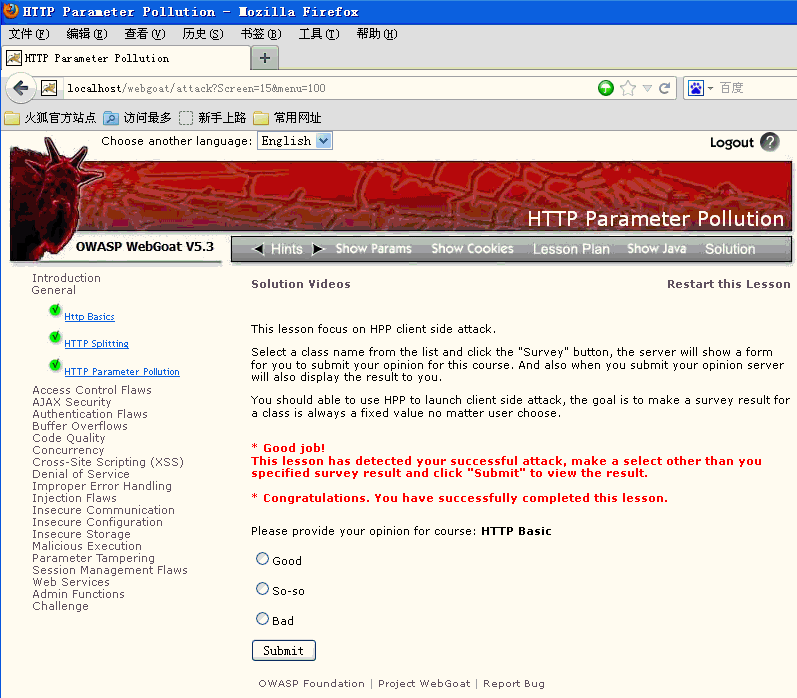 HTTP Parameter Pollution - Mozilla Firefox
文件(F) 编辑(E) 查看(V) 历史(S) 书签(B) 工具(T) 帮助(H)
HTTP Parameter Pollution
localhost/webgoat/attack?Screen=15&menu=100
百度
火狐官方站点 访问最多 新手上路 常用网址
Choose another language: English
Logout ?
HTTP Parameter Pollution
OWASP WebGoat V5.3
Hints Show Params Show Cookies Lesson Plan Show Java Solution
Introduction
General
Http Basics
HTTP Splitting
HTTP Parameter Pollution
Access Control Flaws
AJAX Security
Authentication Flaws
Buffer Overflows
Code Quality
Concurrency
Cross-Site Scripting (XSS)
Denial of Service
Improper Error Handling
Injection Flaws
Insecure Communication
Insecure Configuration
Insecure Storage
Malicious Execution
Parameter Tampering
Session Management Flaws
Web Services
Admin Functions
Challenge
Solution Videos Restart this Lesson
This lesson focus on HPP client side attack.
Select a class name from the list and click the "Survey" button, the server will show a form
for you to submit your opinion for this course. And also when you submit your opinion server
will also display the result to you.
You should able to use HPP to launch client side attack, the goal is to make a survey result for
a class is always a fixed value no matter user choose.
* Good job!
This lesson has detected your successful attack, make a select other than you
specified survey result and click "Submit" to view the result.
* Congratulations. You have successfully completed this lesson.
Please provide your opinion for course: HTTP Basic
Good
So-so
Bad
Submit
OWASP Foundation | Project WebGoat | Report Bug